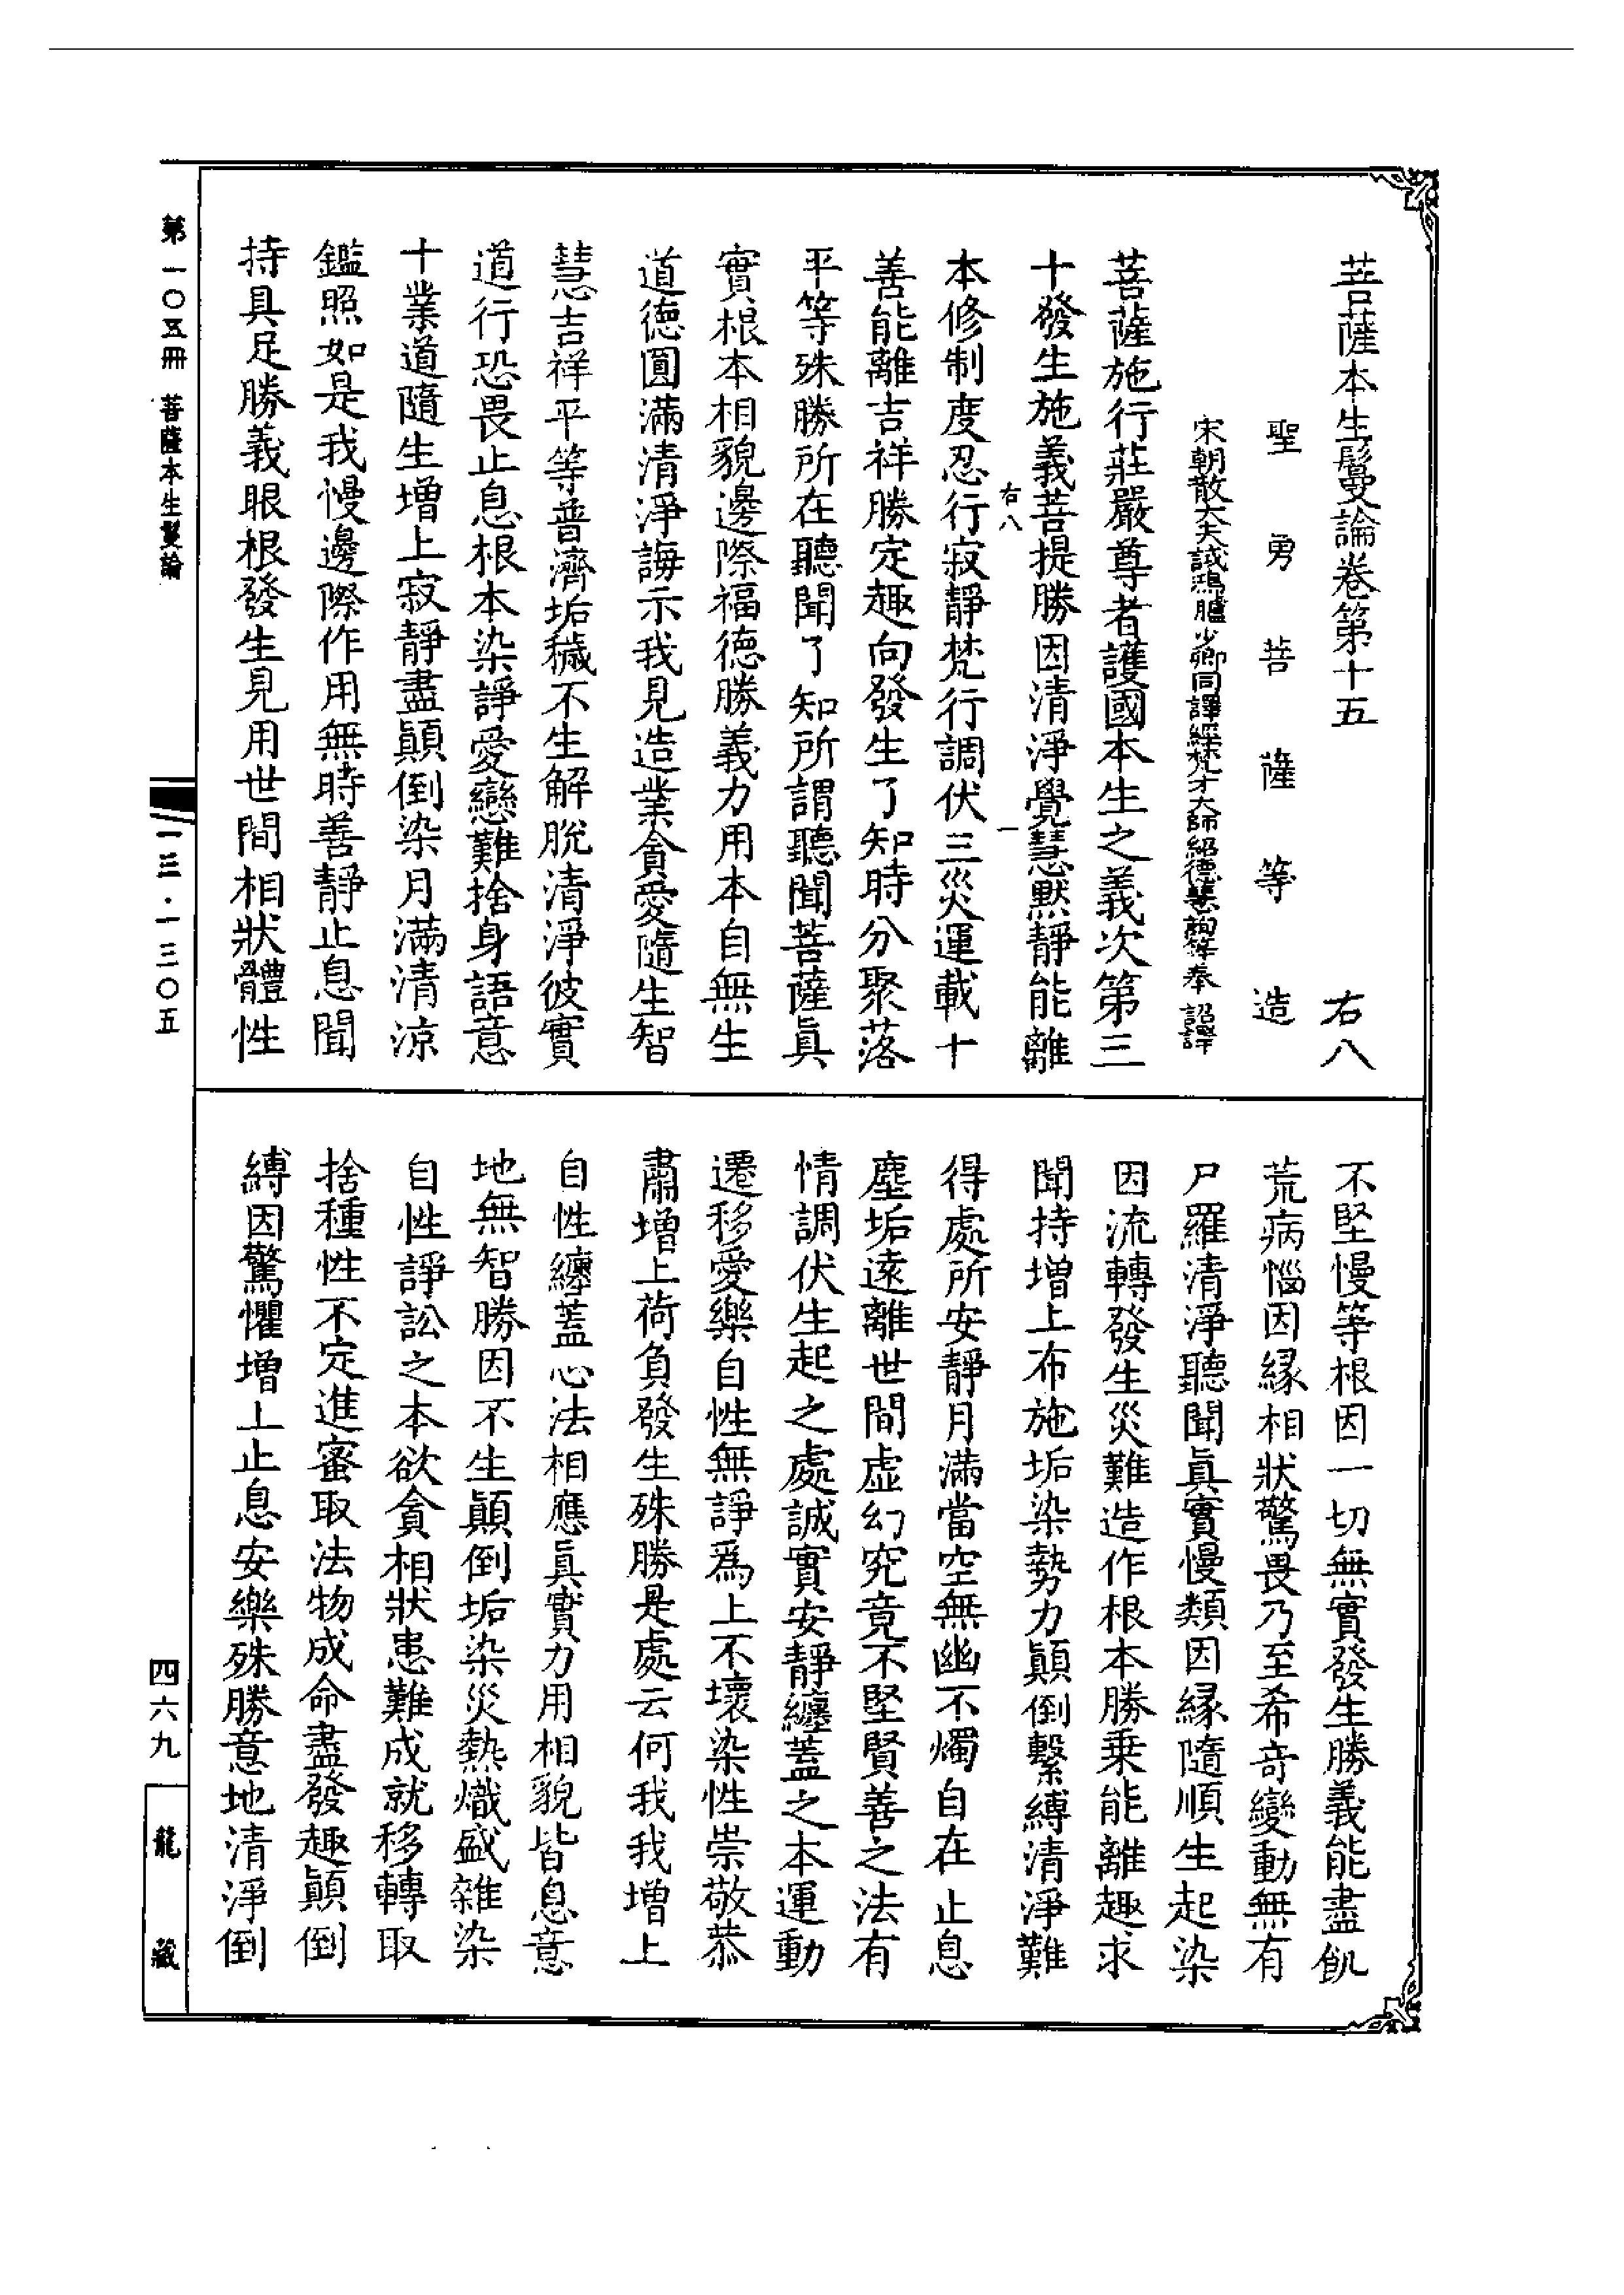 菩薩本生鬘論卷第十五　右八
聖勇菩薩等造
宋朝散大夫試鴻臚少卿同譯經梵才大師紹德慧詢等奉詔譯
菩薩施行莊嚴尊者護國本生之義次第三
十發生施義菩提勝因清淨覺慧默靜能離
右八　一
本修制度忍行寂靜梵行調伏三災運載十
善能離吉祥勝定趣向發生了知時分聚落
平等殊勝所在聽聞了知所謂聽聞菩薩眞
實根本相貌邊際福德勝義力用本自無生
道德圓滿清淨誨示我見造業貪愛隨生智
慧吉祥平等普濟垢穢不生解脫清淨彼實
道行恐畏止息根本染諍愛戀難捨身語意
十業道隨生增上寂靜盡顚倒染月滿清涼
鑑照如是我慢邊際作用無時善靜止息聞
持具足勝義眼根發生見用世間相狀體性
不堅慢等根因一切無實發生勝義能盡飢
荒病惱因緣相狀驚畏乃至希奇變動無有
尸羅清淨聽聞眞實慢類因緣隨順生起染
因流轉發生災難造作根本勝乘能離趣求
聞持增上布施垢染勢力顚倒繫縛清淨難
得處所安靜月滿當空無幽不燭自在止息
塵垢遠離世間虛幻究竟不堅賢善之法有
情調伏生起之處誠實安靜纏蓋之本運動
遷移愛樂自性無諍爲上不壞染性崇敬恭
肅增上荷負發生殊勝是處云何我我增上
自性纏蓋心法相應眞實力用相貌皆息意
地無智勝因不生顚倒垢染災熱熾盛雜染
自性諍訟之本欲貪相狀患難成就移轉取
捨種性不定進蜜取法物成命盡發趣顚倒
縛因驚懼增上止息安樂殊勝意地清淨倒
第一〇五冊　菩薩本生鬘論
一三·一三〇五
四六九
龍藏